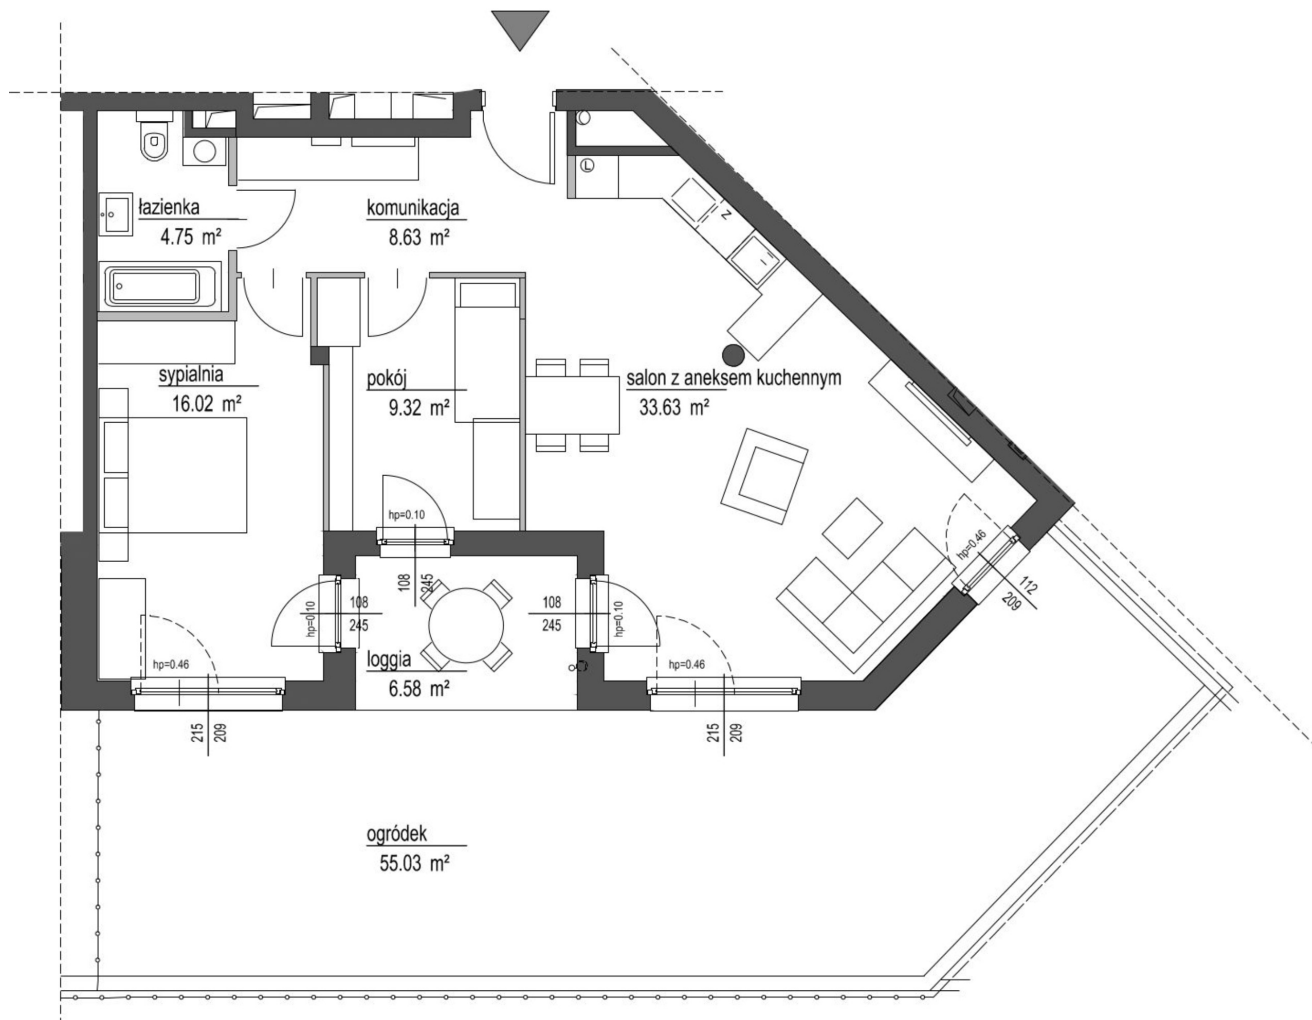 łazienka
4.75 m²
komunikacja
8.63 m²
L
Z
sypialnia
16.02 m²
pokój
9.32 m²
salon z aneksem kuchennym
33.63 m²
hp=0.10
108
245
hp=0.46
112
209
hp=0.10
108
245
108
245
hp=0.10
loggia
6.58 m²
hp=0.46
215
209
hp=0.46
215
209
ogródek
55.03 m²